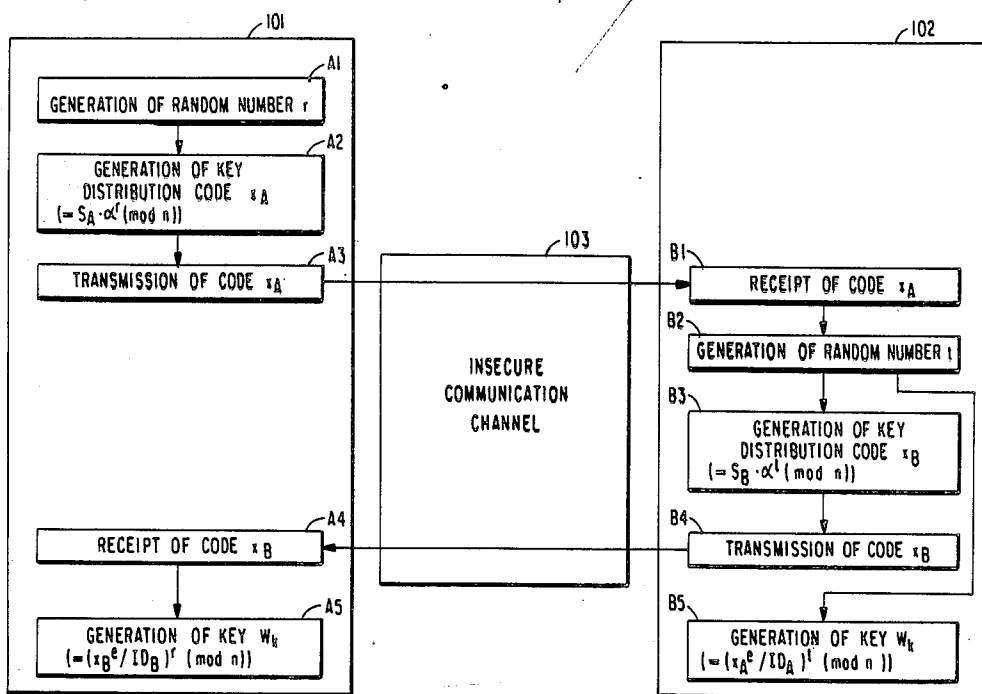 101
A1
GENERATION OF RANDOM NUMBER r
A2
GENERATION OF KEY
DISTRIBUTION CODE x_A
(= S_A · α^r (mod n))
A3
TRANSMISSION OF CODE x_A
A4
RECEIPT OF CODE x_B
A5
GENERATION OF KEY W_k
(= (x_B^e / ID_B)^r (mod n))
103
INSECURE
COMMUNICATION
CHANNEL
102
B1
RECEIPT OF CODE x_A
B2
GENERATION OF RANDOM NUMBER t
B3
GENERATION OF KEY
DISTRIBUTION CODE x_B
(= S_B · α^t (mod n))
B4
TRANSMISSION OF CODE x_B
B5
GENERATION OF KEY W_k
(= (x_A^e / ID_A)^t (mod n))